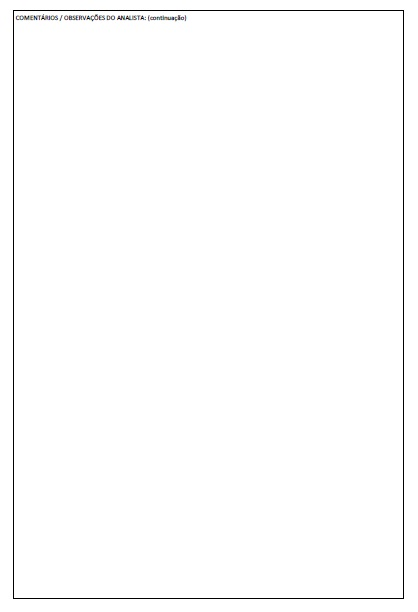 COMENTÁRIOS / OBSERVAÇÕES DO ANALISTA: (continuação)